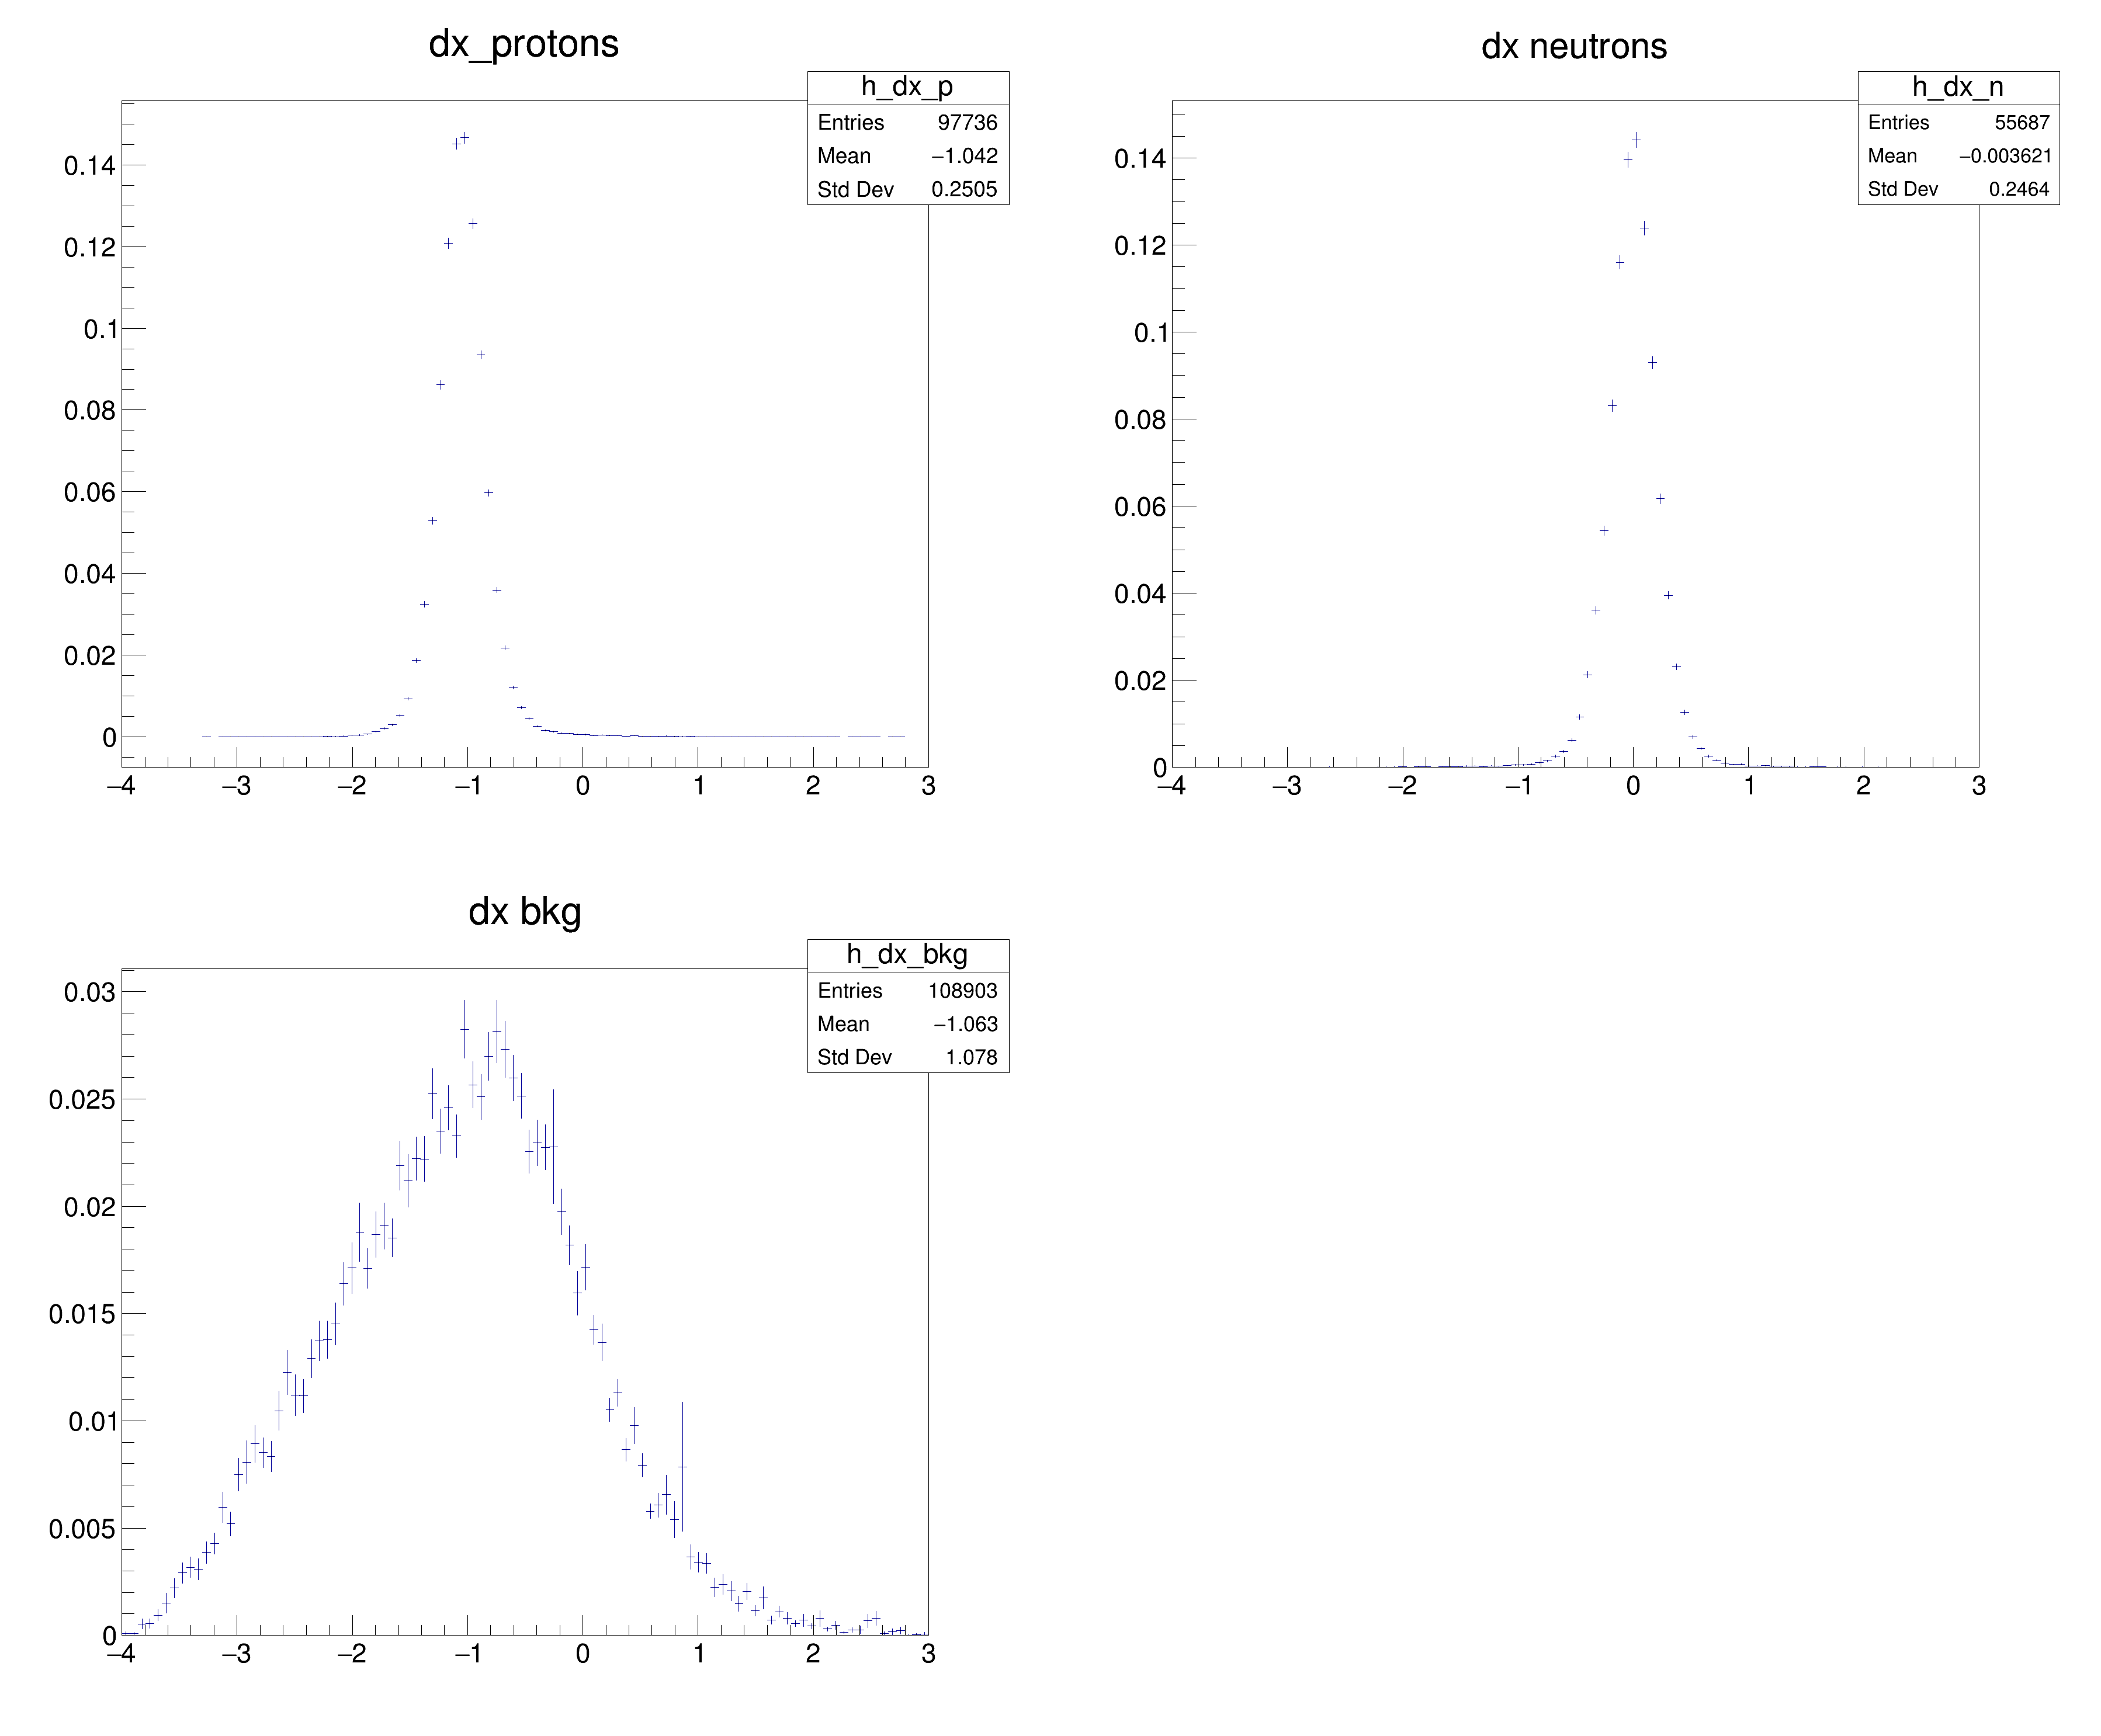 dx_protons
h_dx_p
Entries 97736
Mean −1.042
Std Dev 0.2505
0.14
0.12
0.1
0.08
0.06
0.04
0.02
0
−4 −3 −2 −1 0 1 2 3
dx neutrons
h_dx_n
Entries 55687
Mean −0.003621
Std Dev 0.2464
0.14
0.12
0.1
0.08
0.06
0.04
0.02
0
−4 −3 −2 −1 0 1 2 3
dx bkg
h_dx_bkg
Entries 108903
Mean −1.063
Std Dev 1.078
0.03
0.025
0.02
0.015
0.01
0.005
0
−4 −3 −2 −1 0 1 2 3